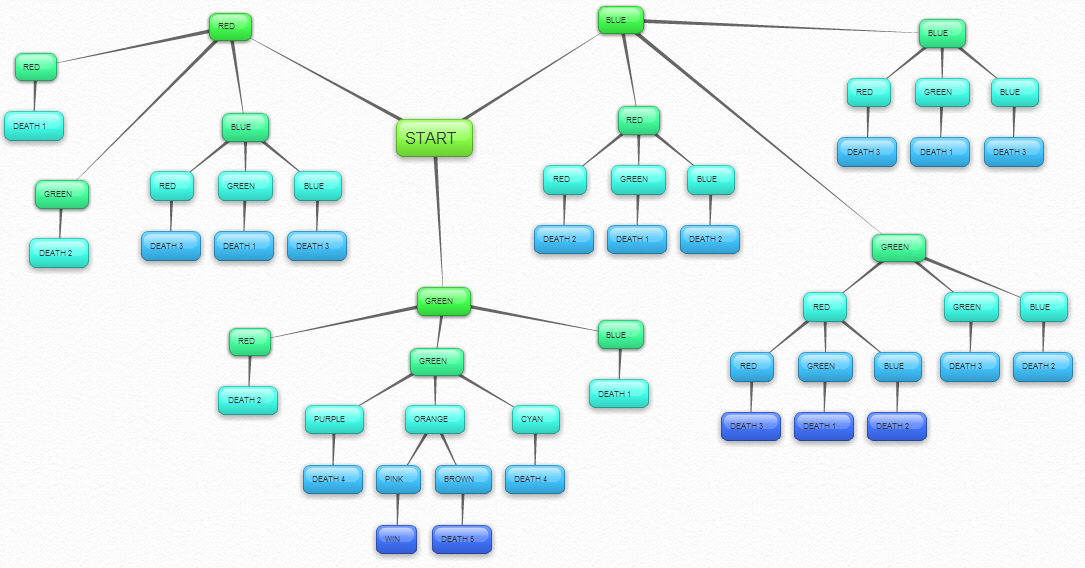 RED
BLUE
BLUE
RED
DEATH 1
BLUE
START
RED
RED
GREEN
BLUE
DEATH 3
DEATH 1
DEATH 3
GREEN
DEATH 2
RED
GREEN
BLUE
DEATH 3
DEATH 1
DEATH 3
RED
GREEN
BLUE
DEATH 2
DEATH 1
DEATH 2
GREEN
RED
GREEN
BLUE
RED
GREEN
BLUE
DEATH 3
DEATH 2
DEATH 3
DEATH 1
DEATH 2
GREEN
RED
DEATH 2
GREEN
BLUE
DEATH 1
PURPLE
ORANGE
CYAN
DEATH 4
PINK
BROWN
DEATH 4
WIN
DEATH 5